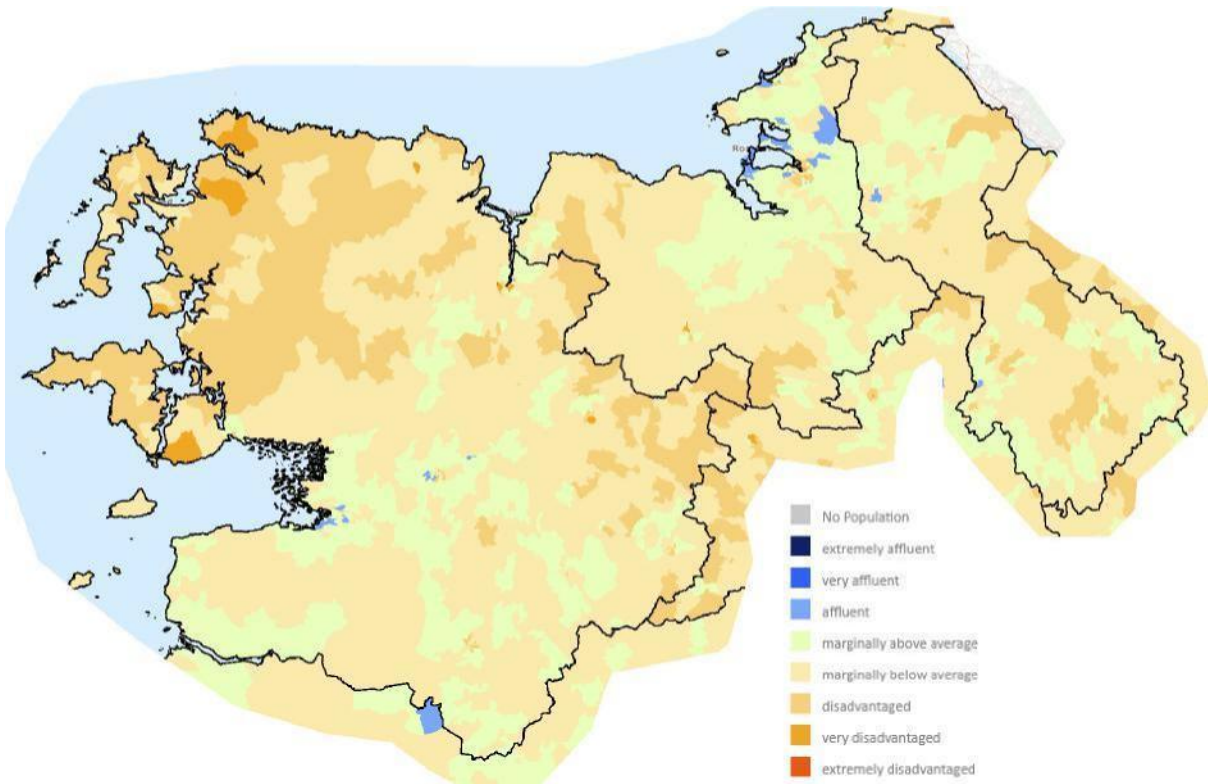 No Population
extremely affluent
very affluent
affluent
marginally above average
marginally below average
disadvantaged
very disadvantaged
extremely disadvantaged